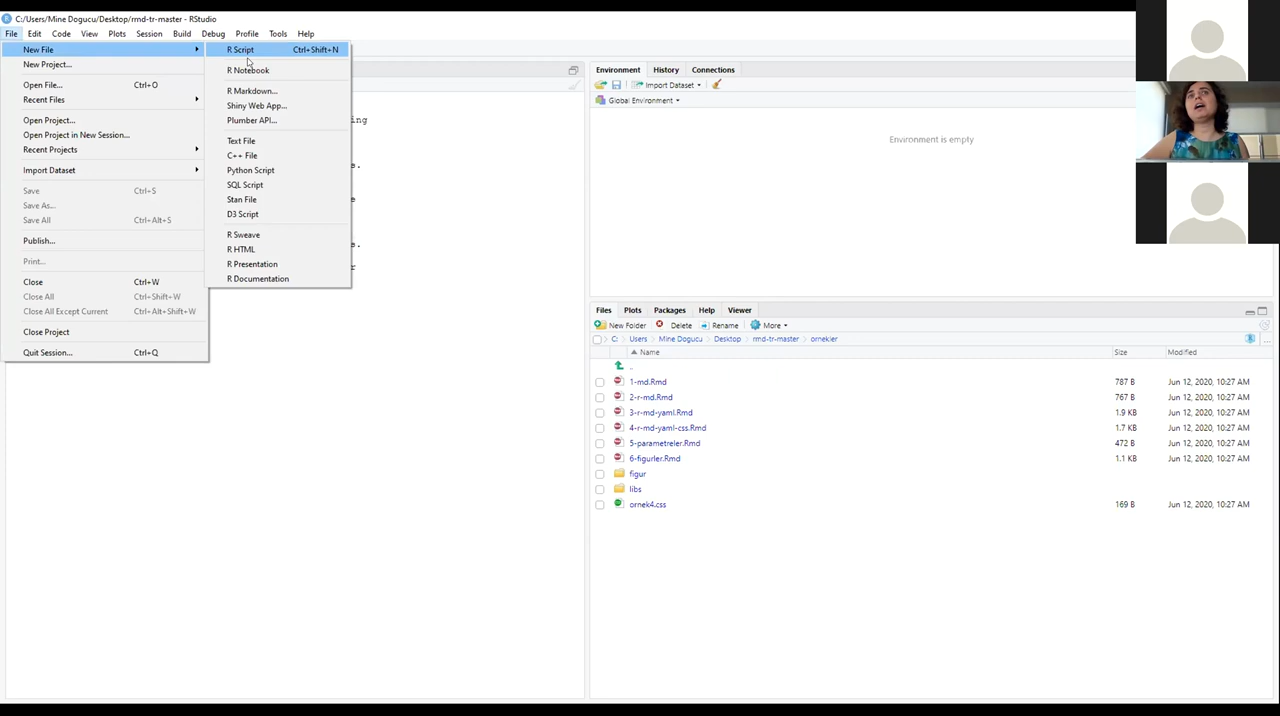 C:/Users/Mine Dogucu/Desktop/rmd-tr-master - RStudio
File Edit Code View Plots Session Build Debug Profile Tools Help
New File
New Project...
Open File... Ctrl+O
Recent Files
Open Project...
Open Project in New Session...
Recent Projects
Import Dataset
Save Ctrl+S
Save As...
Save All Ctrl+Alt+S
Publish...
Print...
Close Ctrl+W
Close All Ctrl+Shift+W
Close All Except Current Ctrl+Alt+Shift+W
Close Project
Quit Session... Ctrl+Q
R Script Ctrl+Shift+N
R Notebook
R Markdown...
Shiny Web App...
Plumber API...
Text File
C++ File
Python Script
SQL Script
Stan File
D3 Script
R Sweave
R HTML
R Presentation
R Documentation
ng
e.
e
e.
r
Environment History Connections
Import Dataset
Global Environment
Environment is empty
Files Plots Packages Help Viewer
New Folder Delete Rename More
C: Users Mine Dogucu Desktop rmd-tr-master ornekler
Name Size Modified
..
1-md.Rmd 787 B Jun 12, 2020, 10:27 AM
2-r-md.Rmd 767 B Jun 12, 2020, 10:27 AM
3-r-md-yaml.Rmd 1.9 KB Jun 12, 2020, 10:27 AM
4-r-md-yaml-css.Rmd 1.7 KB Jun 12, 2020, 10:27 AM
5-parametreler.Rmd 472 B Jun 12, 2020, 10:27 AM
6-figurler.Rmd 1.1 KB Jun 12, 2020, 10:27 AM
figur
libs
ornek4.css 169 B Jun 12, 2020, 10:27 AM